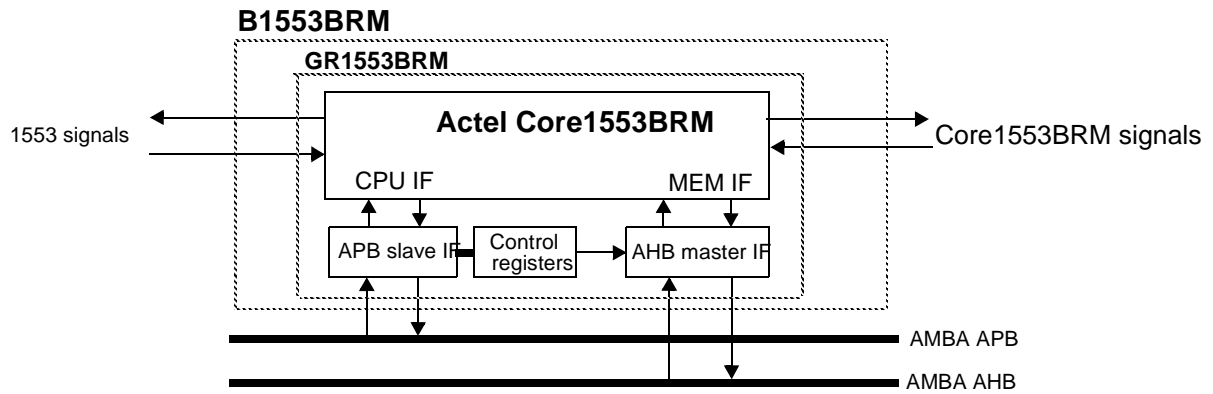 B1553BRM
GR1553BRM
Actel Core1553BRM
1553 signals
Core1553BRM signals
CPU IF
MEM IF
APB slave IF
Control
registers
AHB master IF
AMBA APB
AMBA AHB